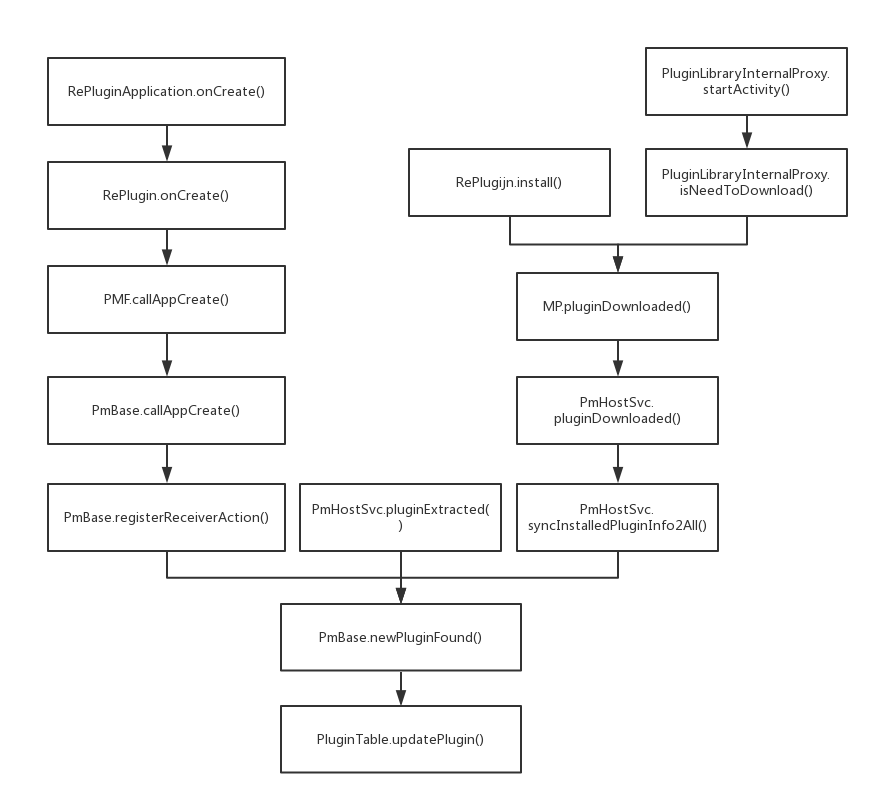 PluginLibraryInternalProxy.
startActivity()
RePluginApplication.onCreate()
RePlugijn.install()
PluginLibraryInternalProxy.
isNeedToDownload()
RePlugin.onCreate()
PMF.callAppCreate()
MP.pluginDownloaded()
PmBase.callAppCreate()
PmHostSvc.
pluginDownloaded()
PmBase.registerReceiverAction()
PmHostSvc.pluginExtracted(
)
PmHostSvc.
syncInstalledPluginInfo2All()
PmBase.newPluginFound()
PluginTable.updatePlugin()